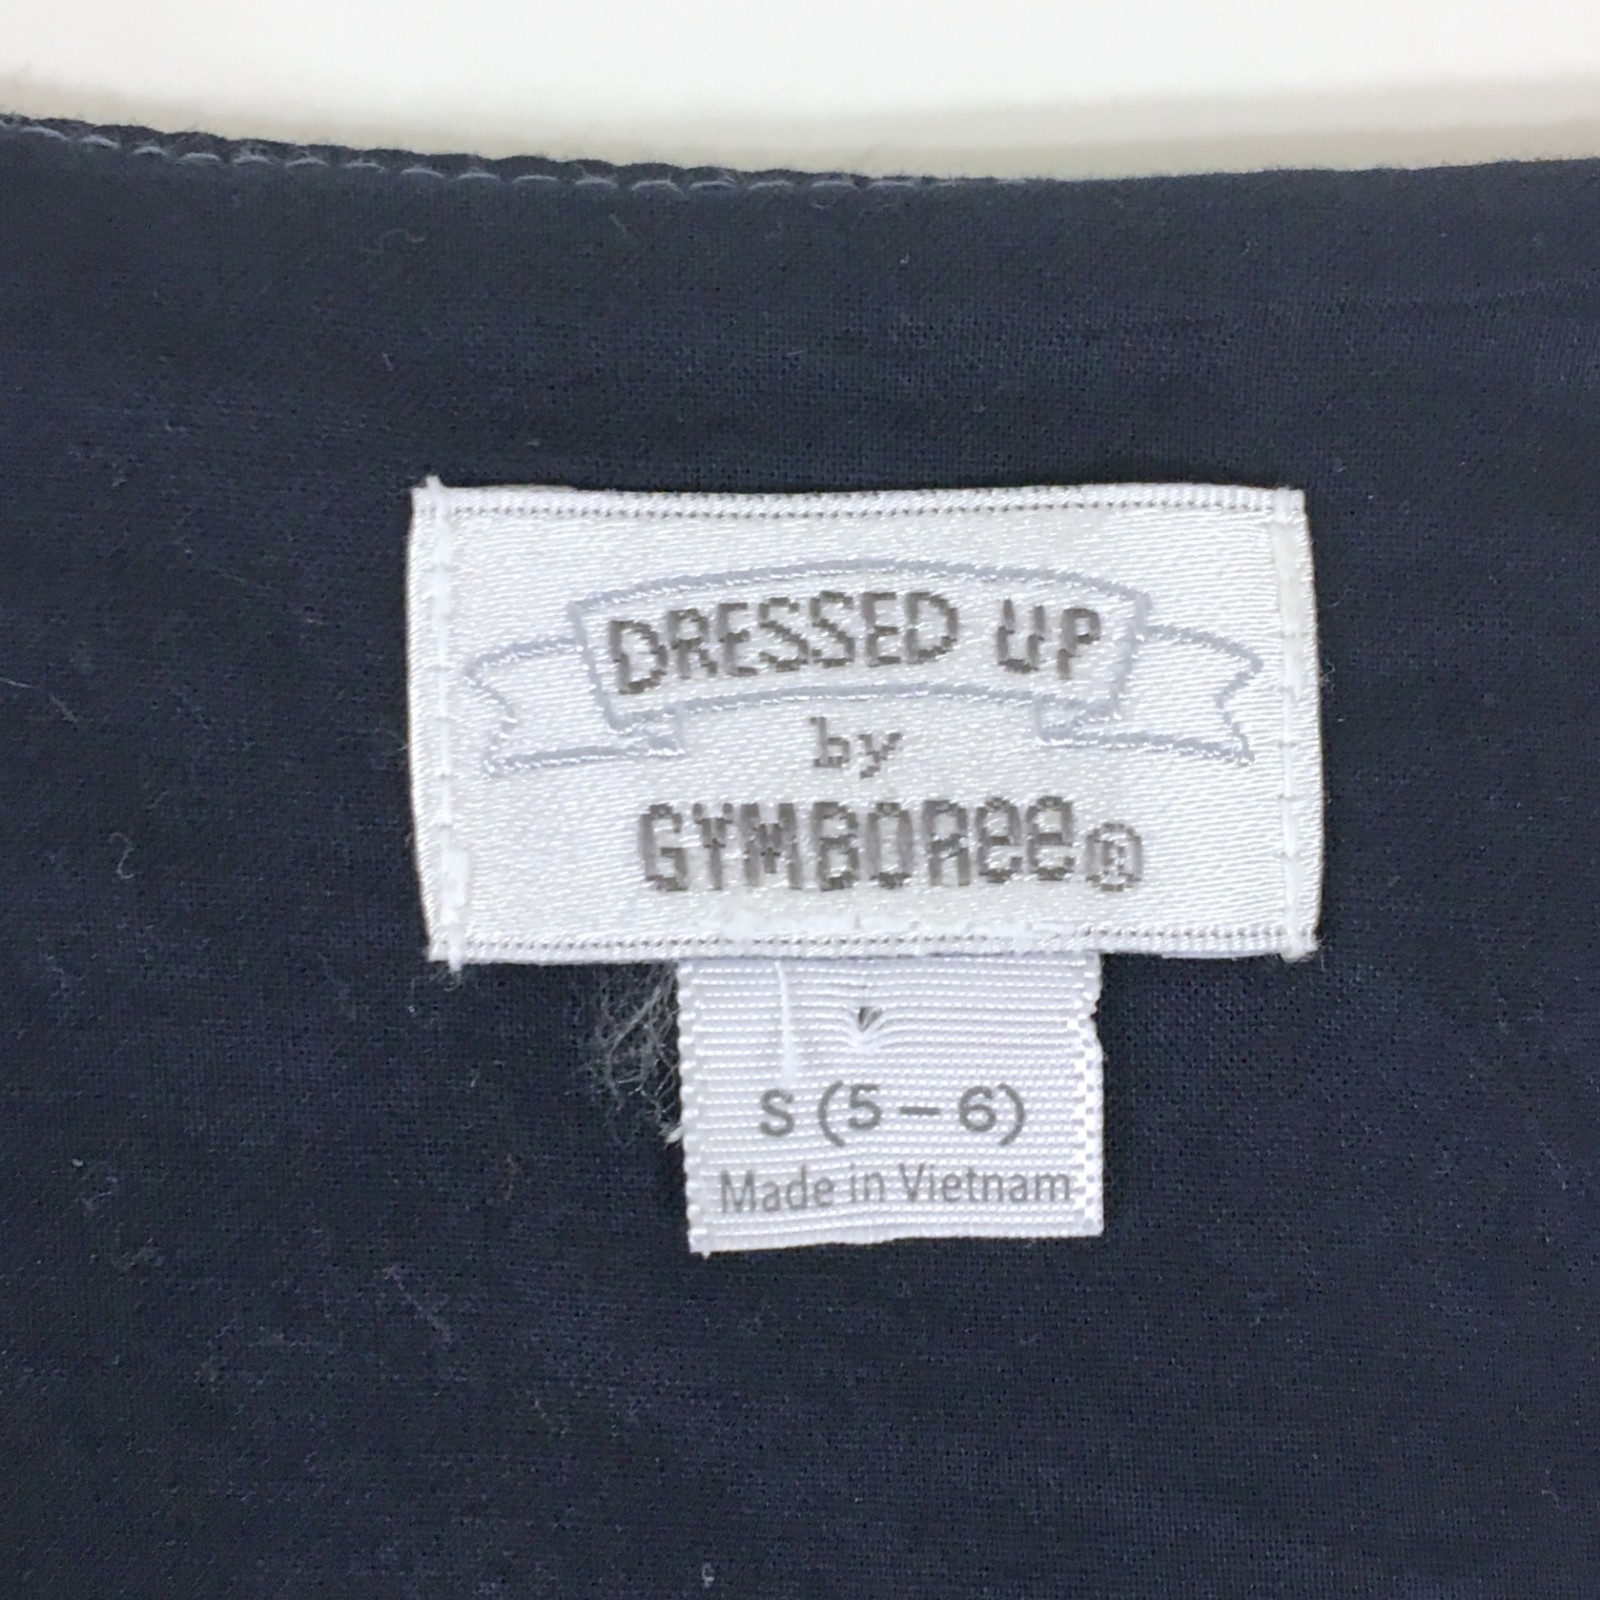 DRESSED UP
by
GYMBOREE®
S (5 – 6)
Made in Vietnam